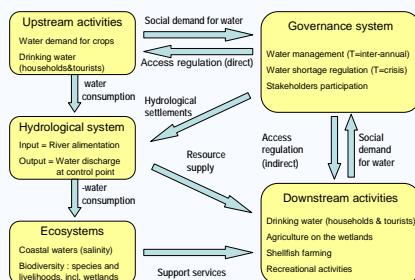 Upstream activities
Water demand for crops
Drinking water
(households&tourists)
Social demand for water
Access regulation (direct)
Governance system
Water management (T=inter-annual)
Water shortage regulation (T=crisis)
Stakeholders participation
-water
consumption
Hydrological
settlements
Hydrological system
Input = River alimentation
Output = Water discharge
at control point
Resource
supply
Access
regulation
(indirect)
Social
demand
for water
-water
consumption
Ecosystems
Coastal waters (salinity)
Biodiversity : species and
livelihoods, incl. wetlands
Support services
Downstream activities
Drinking water (households & tourists)
Agriculture on the wetlands
Shellfish farming
Recreational activities